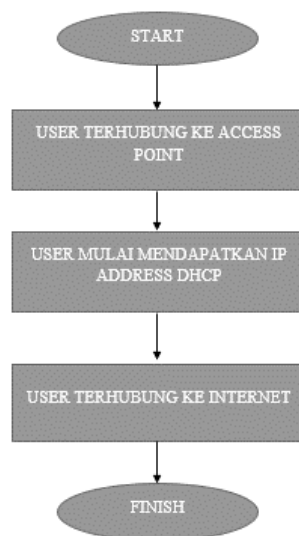 START
USER TERHUBUNG KE ACCESS
POINT
USER MULAI MENDAPATKAN IP
ADDRESS DHCP
USER TERHUBUNG KE INTERNET
FINISH